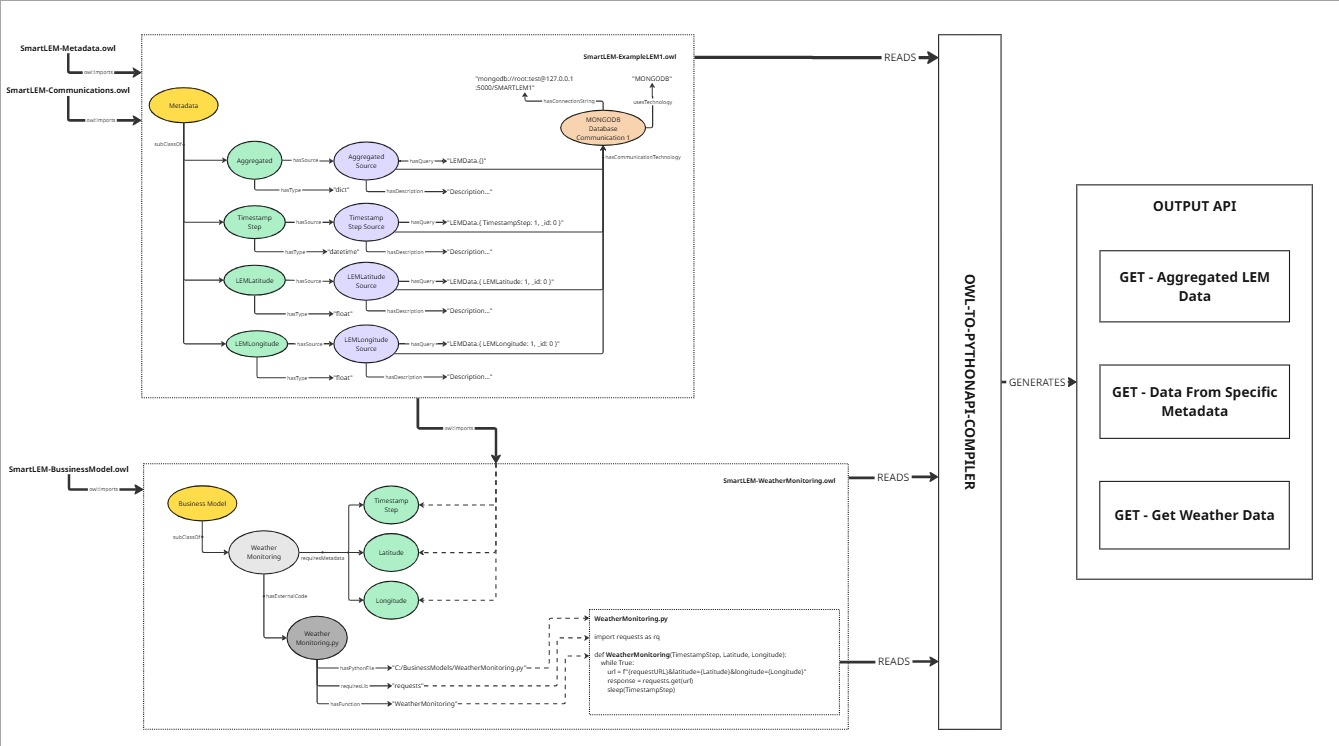 SmartLEM-Metadata.owl
owl:imports
SmartLEM-Communications.owl
owl:imports
SmartLEM-ExampleLEM1.owl
"mongodb://root:test@127.0.0.1
:5000/SMARTLEM1"
"MONGODB"
hasConnectionString
usesTechnology
MONGODB
Database
Communication 1
hasCommunicationTechnology
Metadata
subClassOf
Aggregated
hasSource
Aggregated
Source
hasQuery
"LEMData.{}"
hasType
"dict"
hasDescription
"Description..."
Timestamp
Step
hasSource
Timestamp
Step Source
hasQuery
"LEMData.{ TimestampStep: 1, _id: 0 }"
hasType
"datetime"
hasDescription
"Description..."
LEMLatitude
hasSource
LEMLatitude
Source
hasQuery
"LEMData.{ LEMLatitude: 1, _id: 0 }"
hasType
"float"
hasDescription
"Description..."
LEMLongitude
hasSource
LEMLongitude
Source
hasQuery
"LEMData.{ LEMLongitude: 1, _id: 0 }"
hasType
"float"
hasDescription
"Description..."
owl:imports
SmartLEM-BussinessModel.owl
owl:imports
SmartLEM-WeatherMonitoring.owl
Business Model
subClassOf
Weather
Monitoring
requiresMetadata
Timestamp
Step
Latitude
Longitude
hasExternalCode
Weather
Monitoring.py
hasPythonFile
"C:/BusinessModels/WeatherMonitoring.py"
requiresLib
"requests"
hasFunction
"WeatherMonitoring"
WeatherMonitoring.py
import requests as rq
def WeatherMonitoring(TimestampStep, Latitude, Longitude):
while True:
url = f"{requestURL}&latitude={Latitude}&longitude={Longitude}"
response = requests.get(url)
sleep(TimestampStep)
READS
READS
READS
OWL-TO-PYTHONAPI-COMPILER
GENERATES
OUTPUT API
GET - Aggregated LEM
Data
GET - Data From Specific
Metadata
GET - Get Weather Data